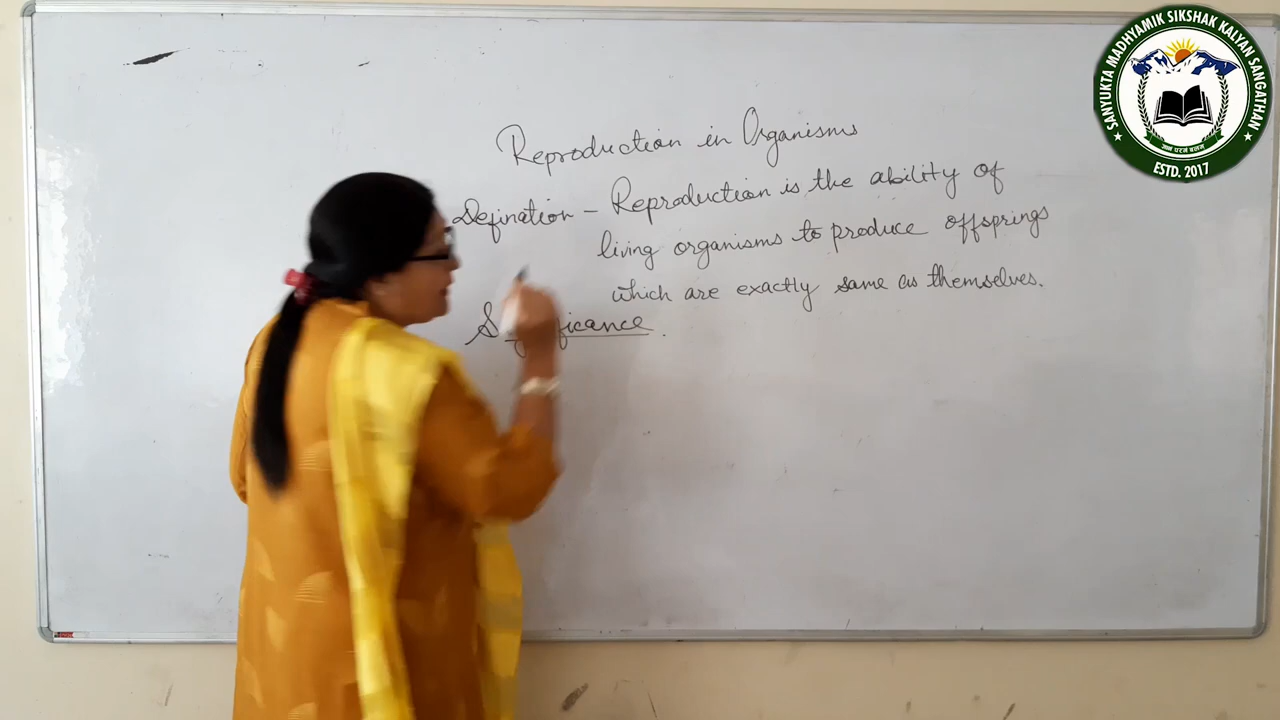 Reproduction in Organisms
Defination - Reproduction is the ability of
living organisms to produce offsprings
which are exactly same as themselves.
SANYUKTA MADHYAMIK SIKSHAK KALYAN SANGATHAN
ESTD. 2017